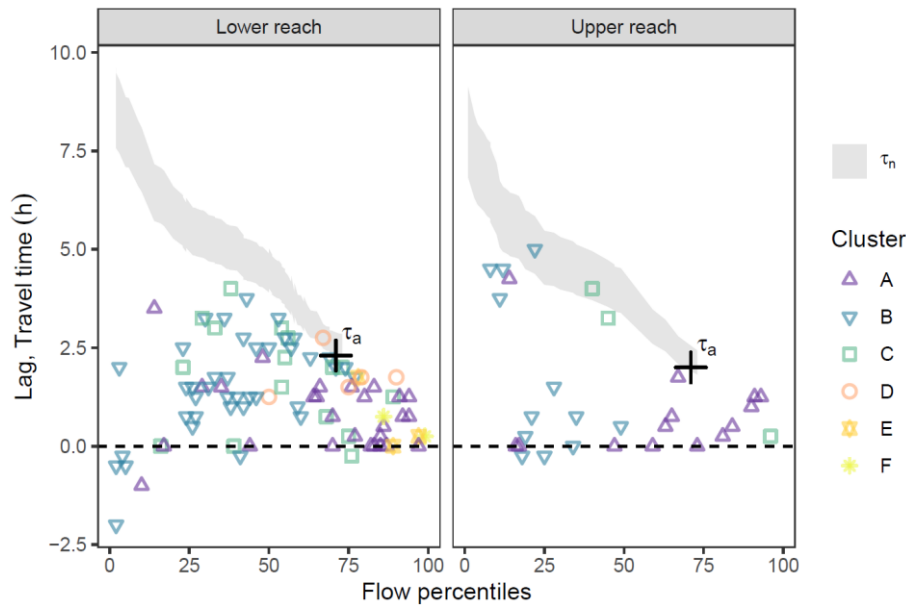 Lower reach
Upper reach
10.0
7.5
5.0
2.5
0.0
−2.5
Lag, Travel time (h)
τa
τa
0 25 50 75 100
0 25 50 75 100
Flow percentiles
τn
Cluster
A
B
C
D
E
F